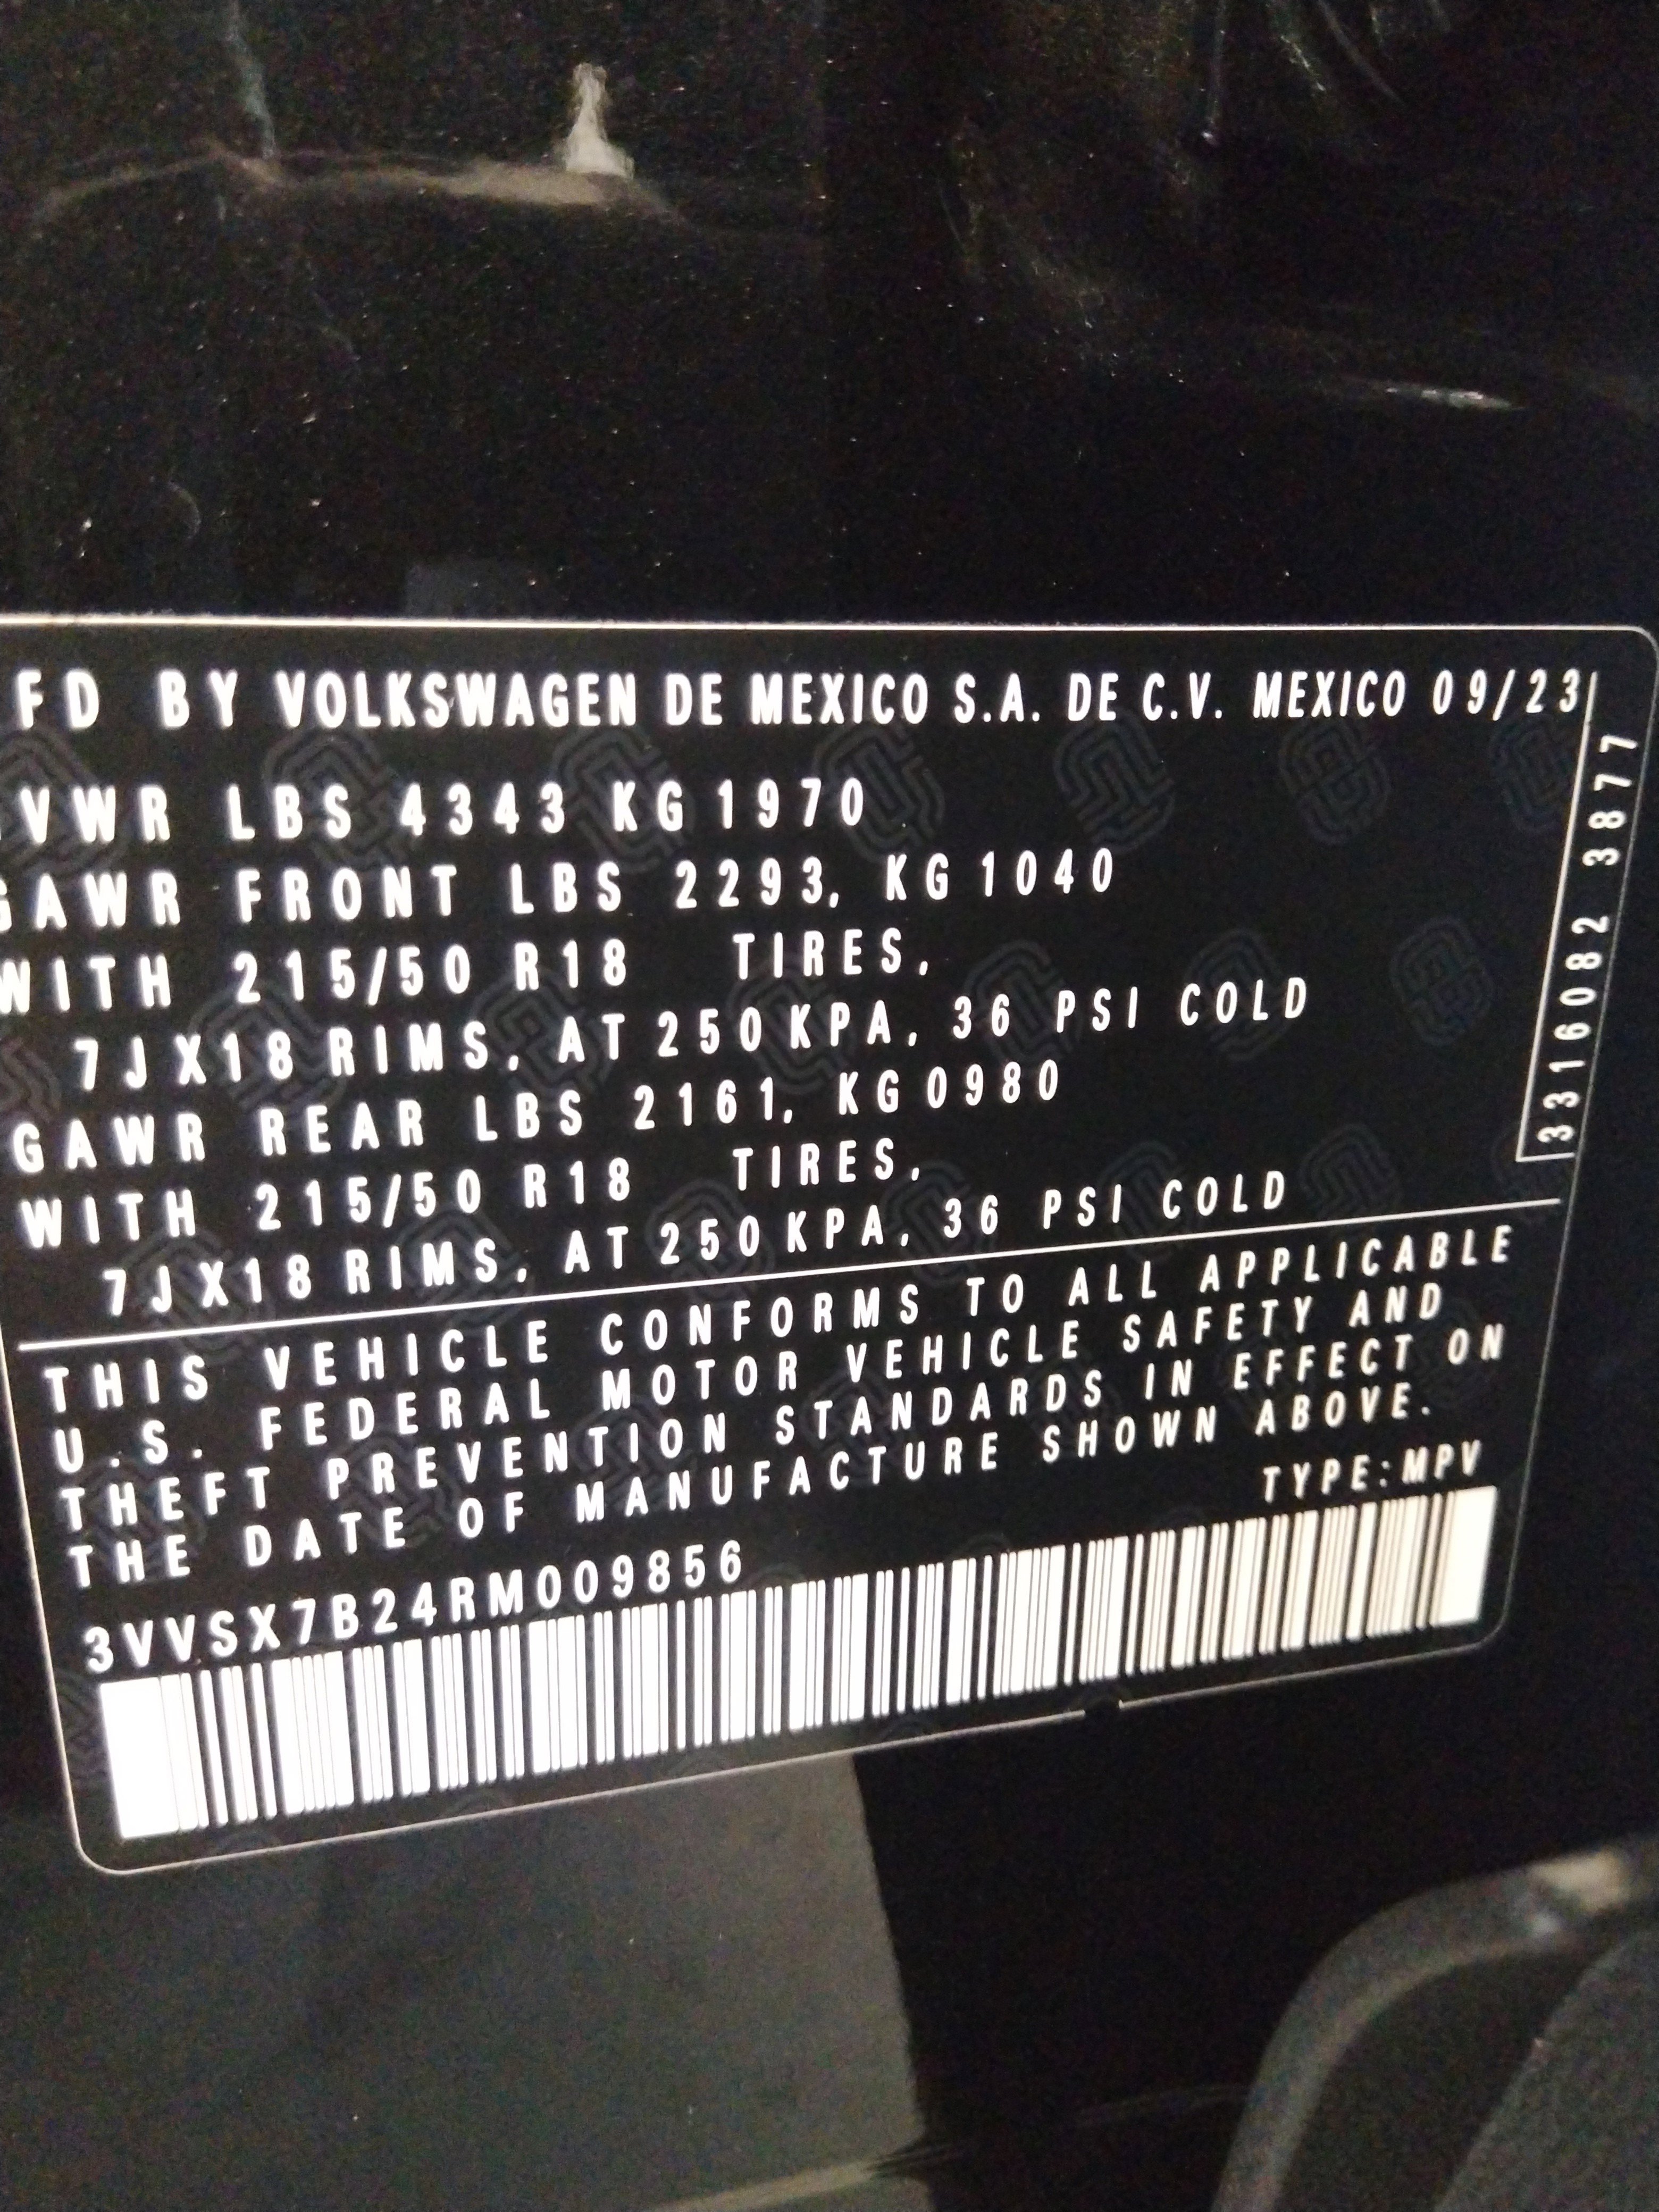 FD BY VOLKSWAGEN DE MEXICO S.A. DE C.V. MEXICO 09/23
VWR LBS 4343 KG 1970
GAWR FRONT LBS 2293, KG 1040
WITH 215/50 R18 TIRES,
7JX18 RIMS, AT 250 KPA, 36 PSI COLD
GAWR REAR LBS 2161, KG 0980
WITH 215/50 R18 TIRES,
7JX18 RIMS, AT 250 KPA, 36 PSI COLD
3316082 3877
THIS VEHICLE CONFORMS TO ALL APPLICABLE
U.S. FEDERAL MOTOR VEHICLE SAFETY AND
THEFT PREVENTION STANDARDS IN EFFECT ON
THE DATE OF MANUFACTURE SHOWN ABOVE.
TYPE:MPV
3VVSX7B24RM009856